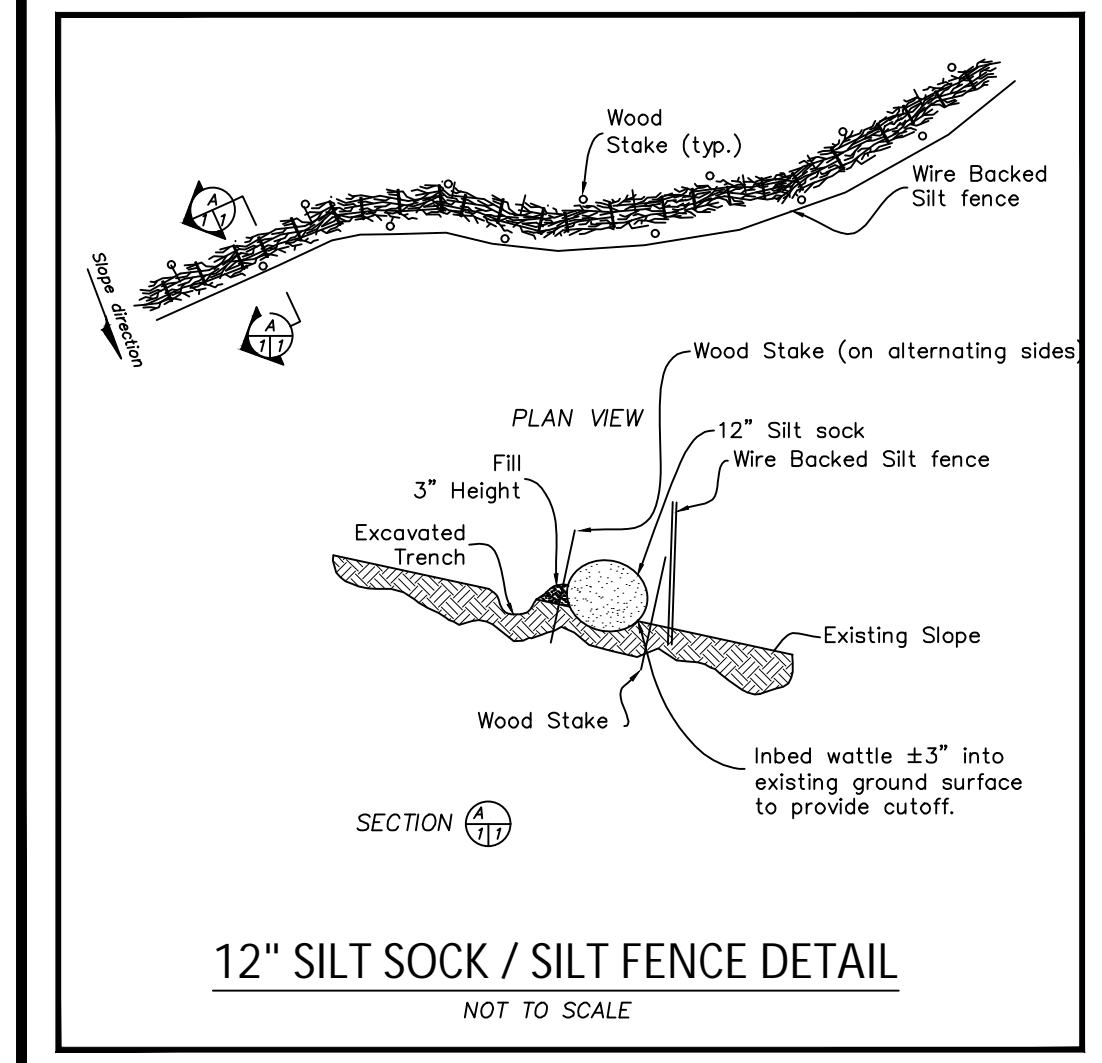 Wood
Stake (typ.)
Wire Backed
Silt fence
A
1 1
Slope direction
A
1 1
Wood Stake (on alternating sides)
PLAN VIEW
12” Silt sock
Wire Backed Silt fence
Fill
3” Height
Excavated
Trench
Existing Slope
Wood Stake
Inbed wattle ±3” into
existing ground surface
to provide cutoff.
SECTION
A
1 1
12" SILT SOCK / SILT FENCE DETAIL
NOT TO SCALE